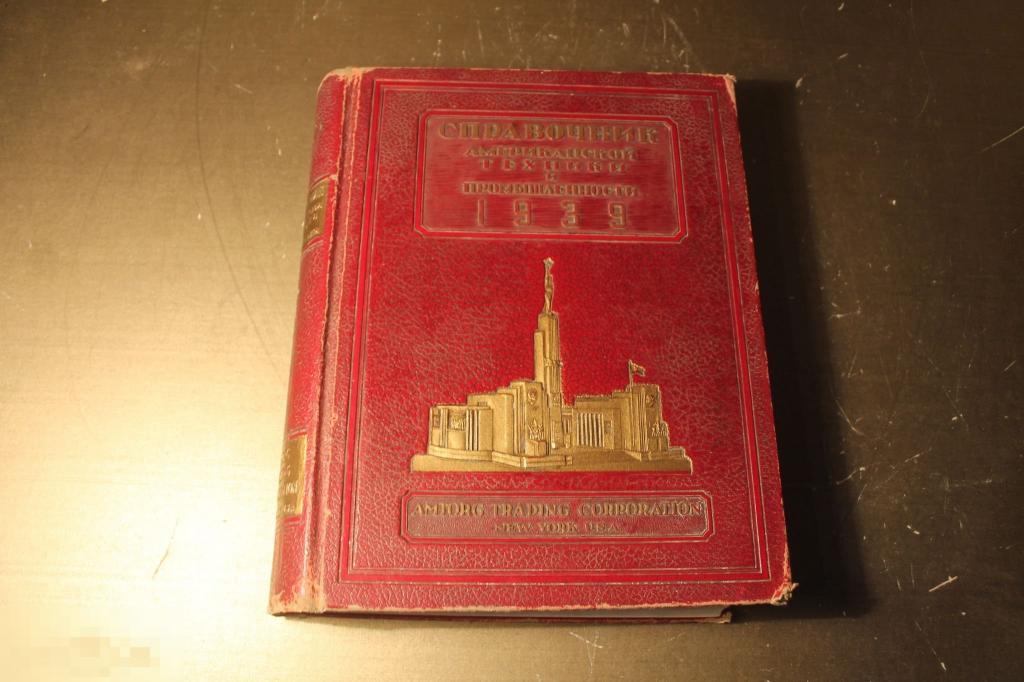 СПРАВОЧНИК
АМЕРИКАНСКОЙ
ТЕХНИКИ
И
ПРОМЫШЛЕННОСТИ
1939
AMTORG TRADING CORPORATION
NEW YORK U.S.A.